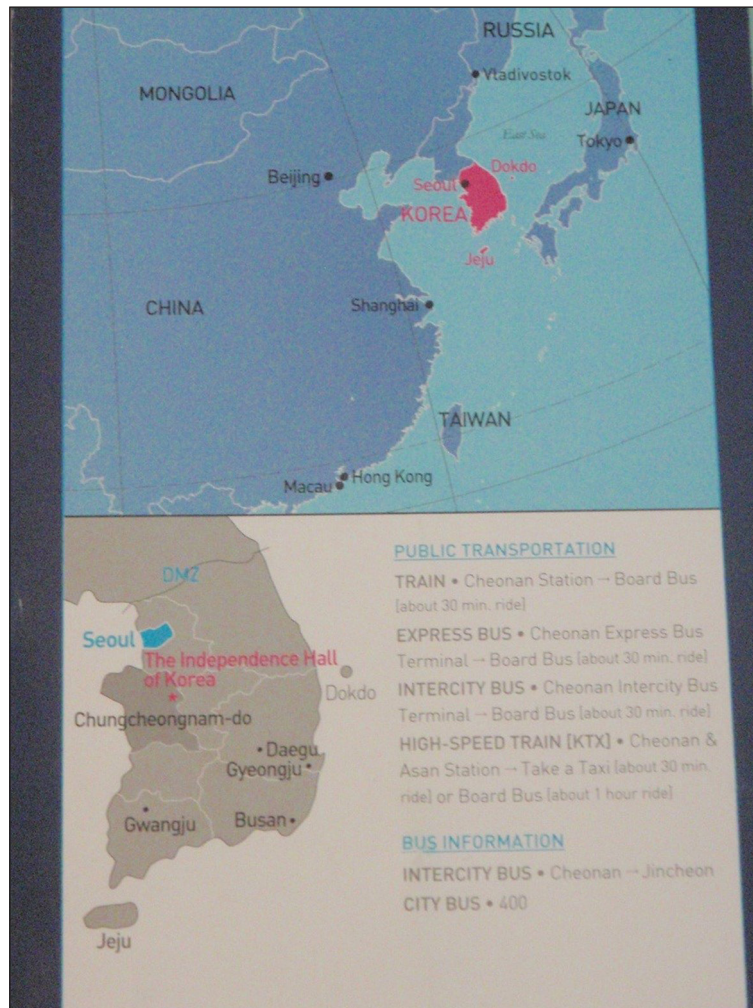 RUSSIA
Vladivostok
MONGOLIA
JAPAN
East Sea
Tokyo
Beijing
Dokdo
Seoul
KOREA
Jeju
CHINA
Shanghai
TAIWAN
Hong Kong
Macau
DMZ
Seoul
The Independence Hall
of Korea
Dokdo
Chungcheongnam-do
Daegu
Gyeongju
Gwangju
Busan
Jeju
PUBLIC TRANSPORTATION
TRAIN • Cheonan Station → Board Bus
[about 30 min. ride]
EXPRESS BUS • Cheonan Express Bus
Terminal → Board Bus [about 30 min. ride]
INTERCITY BUS • Cheonan Intercity Bus
Terminal → Board Bus [about 30 min. ride]
HIGH-SPEED TRAIN [KTX] • Cheonan &
Asan Station → Take a Taxi [about 30 min.
ride] or Board Bus [about 1 hour ride]
BUS INFORMATION
INTERCITY BUS • Cheonan → Jincheon
CITY BUS • 400